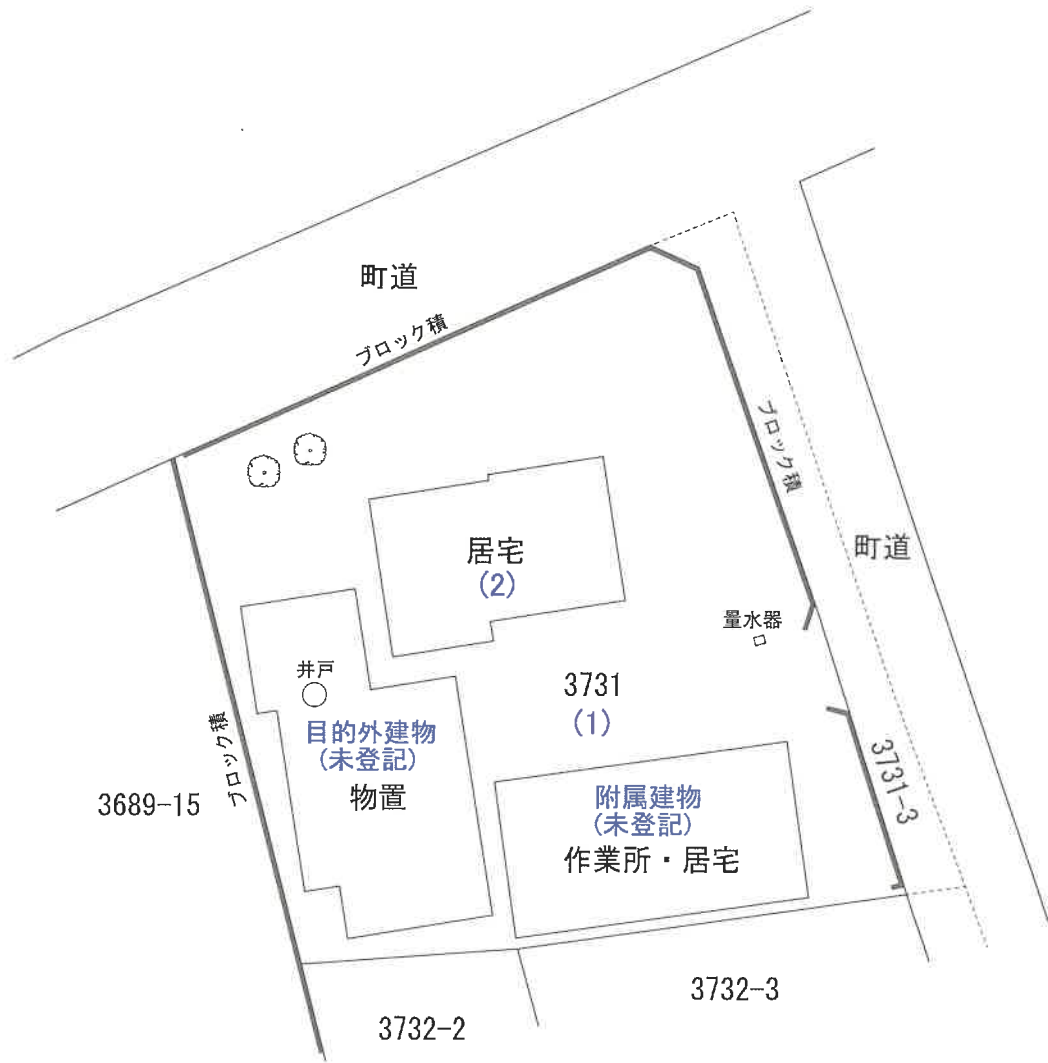 町道
ブロック積
ブロック積
居宅
(2)
町道
量水器
井戸
3731
(1)
ブロック積
目的外建物
(未登記)
物置
3689-15
附属建物
(未登記)
作業所・居宅
3731-3
3732-3
3732-2